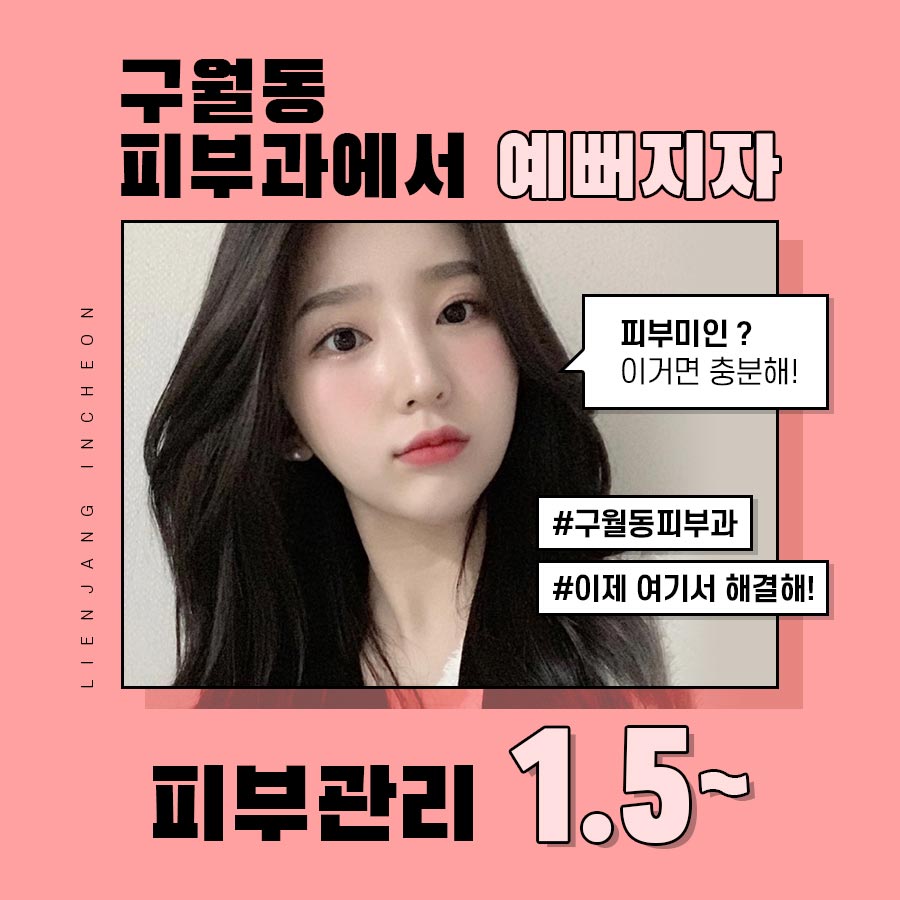 구월동
피부과에서 예뻐지자
LIENJANG INCHEON
피부미인 ?
이거면 충분해!
#구월동피부과
#이제 여기서 해결해!
피부관리 1.5~